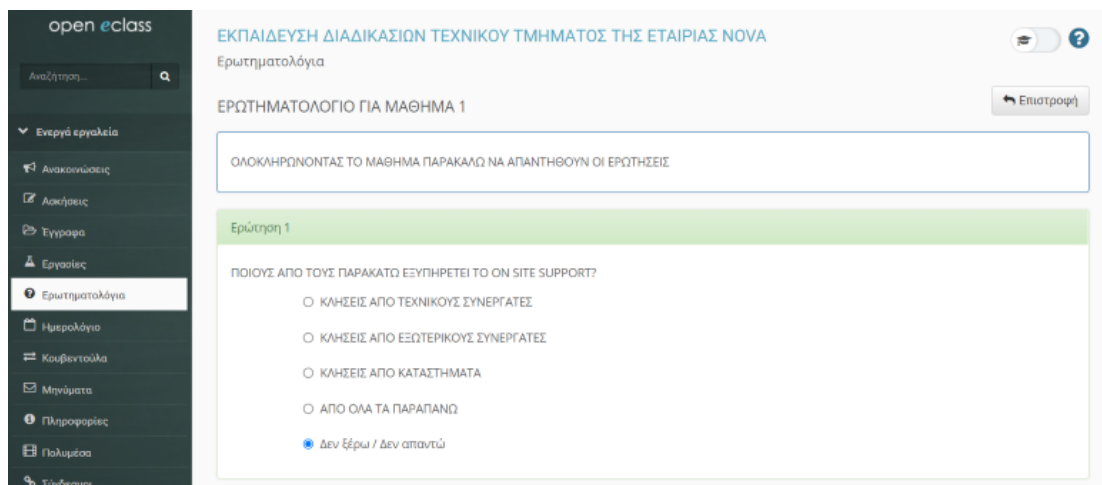 open eclass
Αναζήτηση...
Ενεργά εργαλεία
Ανακοινώσεις
Ασκήσεις
Έγγραφα
Εργασίες
Ερωτηματολόγια
Ημερολόγιο
Κουβεντούλα
Μηνύματα
Πληροφορίες
Πολυμέσα
Σύνδεσμοι
ΕΚΠΑΙΔΕΥΣΗ ΔΙΑΔΙΚΑΣΙΩΝ ΤΕΧΝΙΚΟΥ ΤΜΗΜΑΤΟΣ ΤΗΣ ΕΤΑΙΡΙΑΣ NOVA
Ερωτηματολόγια
ΕΡΩΤΗΜΑΤΟΛΟΓΙΟ ΓΙΑ ΜΑΘΗΜΑ 1
Επιστροφή
ΟΛΟΚΛΗΡΩΝΟΝΤΑΣ ΤΟ ΜΑΘΗΜΑ ΠΑΡΑΚΑΛΩ ΝΑ ΑΠΑΝΤΗΘΟΥΝ ΟΙ ΕΡΩΤΗΣΕΙΣ
Ερώτηση 1
ΠΟΙΟΥΣ ΑΠΟ ΤΟΥΣ ΠΑΡΑΚΑΤΩ ΕΞΥΠΗΡΕΤΕΙ ΤΟ ON SITE SUPPORT?
ΚΛΗΣΕΙΣ ΑΠΟ ΤΕΧΝΙΚΟΥΣ ΣΥΝΕΡΓΑΤΕΣ
ΚΛΗΣΕΙΣ ΑΠΟ ΕΞΩΤΕΡΙΚΟΥΣ ΣΥΝΕΡΓΑΤΕΣ
ΚΛΗΣΕΙΣ ΑΠΟ ΚΑΤΑΣΤΗΜΑΤΑ
ΑΠΟ ΟΛΑ ΤΑ ΠΑΡΑΠΑΝΩ
Δεν ξέρω / Δεν απαντώ